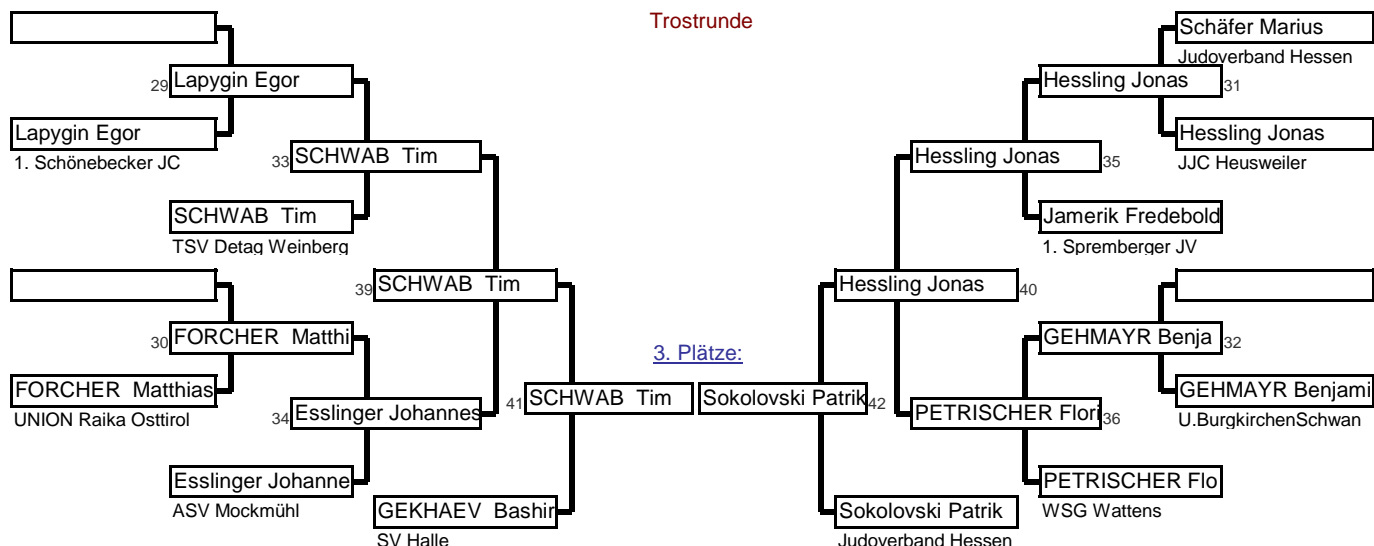 Trostrunde
29
Lapygin Egor
Lapygin Egor
1. Schönebecker JC
33
SCHWAB Tim
SCHWAB Tim
TSV Detag Weinberg
39
SCHWAB Tim
30
FORCHER Matthi
FORCHER Matthias
UNION Raika Osttirol
34
Esslinger Johannes
Esslinger Johanne
ASV Mockmühl
41
SCHWAB Tim
GEKHAEV Bashir
SV Halle
3. Plätze:
Schäfer Marius
Judoverband Hessen
Hessling Jonas
31
Hessling Jonas
JJC Heusweiler
Hessling Jonas
35
Jamerik Fredebold
1. Spremberger JV
Hessling Jonas
40
GEHMAYR Benja
32
GEHMAYR Benjami
U.BurgkirchenSchwan
Sokolovski Patrik
42
PETRISCHER Flori
36
PETRISCHER Flo
WSG Wattens
Sokolovski Patrik
Judoverband Hessen